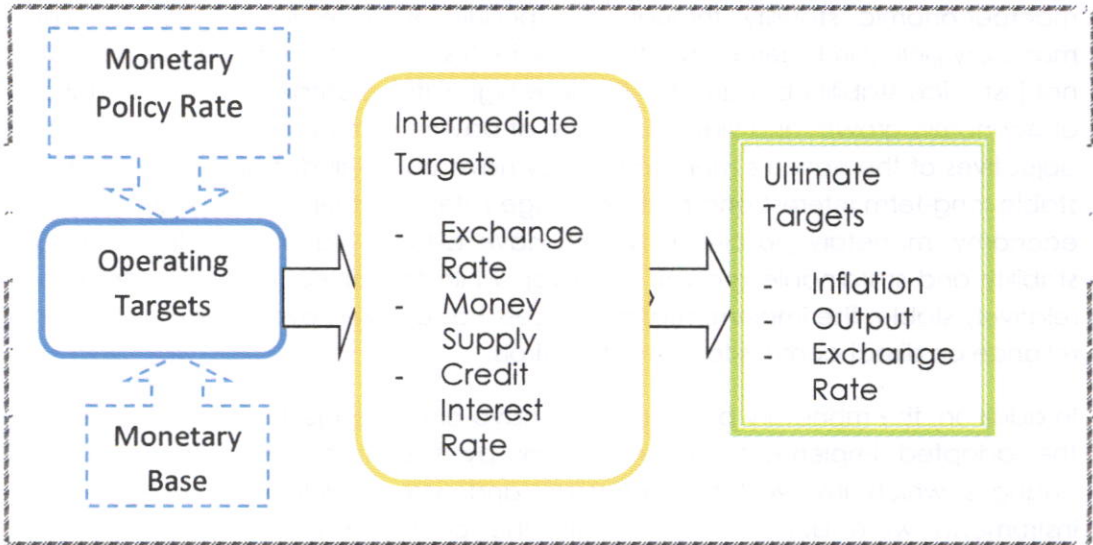 Monetary
Policy Rate
Operating
Targets
Monetary
Base
Intermediate
Targets
- Exchange
Rate
- Money
Supply
- Credit
Interest
Rate
Ultimate
Targets
- Inflation
- Output
- Exchange
Rate